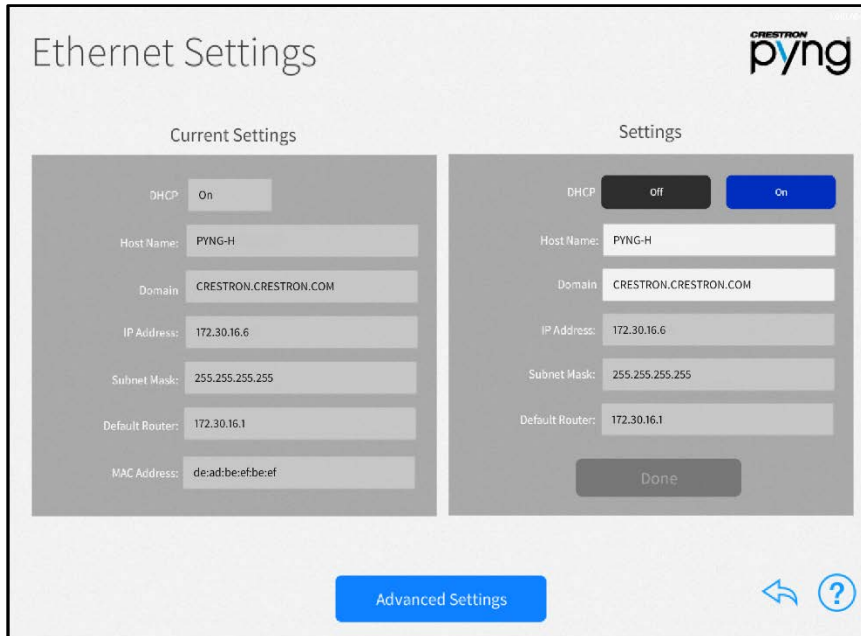 Ethernet Settings
CRESTRON
pyng
Current Settings
DHCP On
Host Name: PYNG-H
Domain CRESTRON.CRESTRON.COM
IP Address: 172.30.16.6
Subnet Mask: 255.255.255.255
Default Router: 172.30.16.1
MAC Address: de:ad:be:ef:be:ef
Settings
DHCP Off On
Host Name: PYNG-H
Domain CRESTRON.CRESTRON.COM
IP Address: 172.30.16.6
Subnet Mask: 255.255.255.255
Default Router: 172.30.16.1
Done
Advanced Settings
?